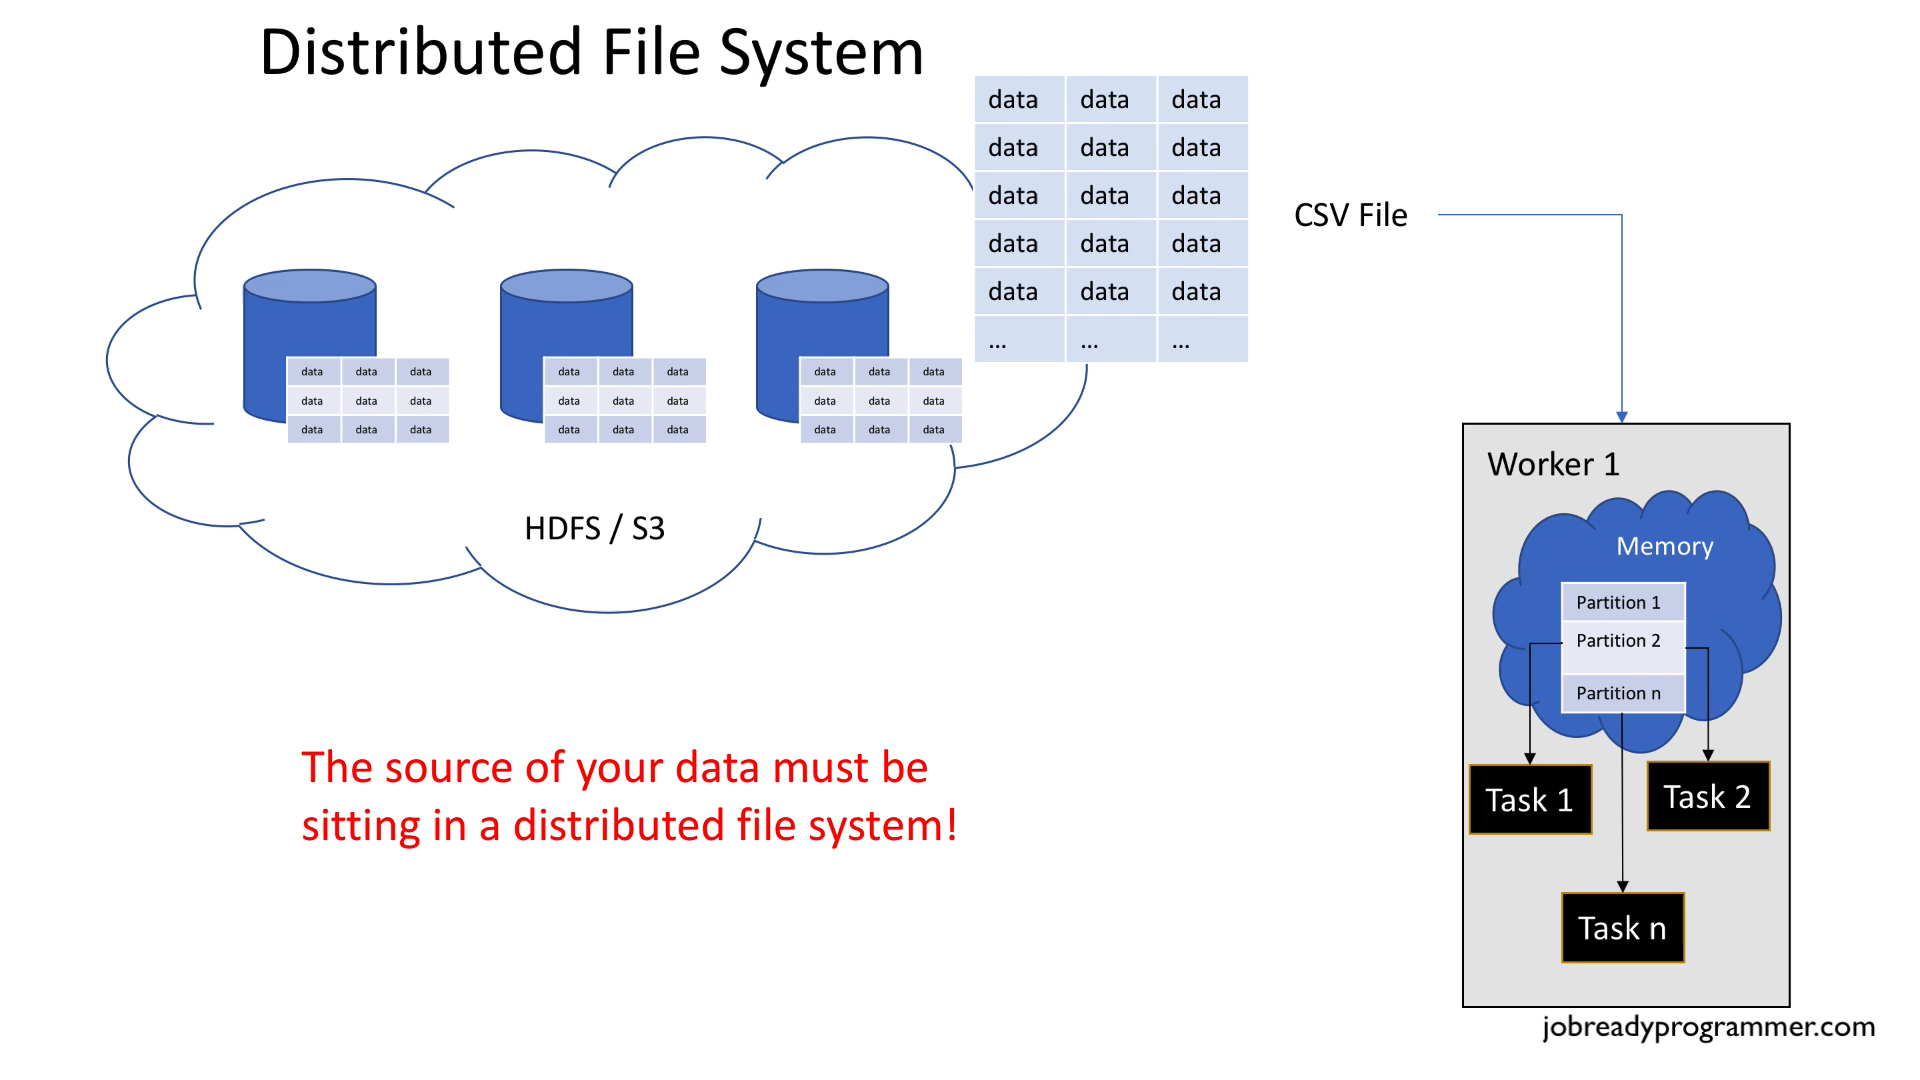 Distributed File System
data data data
data data data
data data data
data data data
data data data
... ... ...
CSV File
data data data
data data data
data data data
data data data
data data data
data data data
data data data
data data data
data data data
HDFS / S3
Worker 1
Memory
Partition 1
Partition 2
Partition n
Task 1
Task 2
Task n
The source of your data must be
sitting in a distributed file system!
jobreadyprogrammer.com